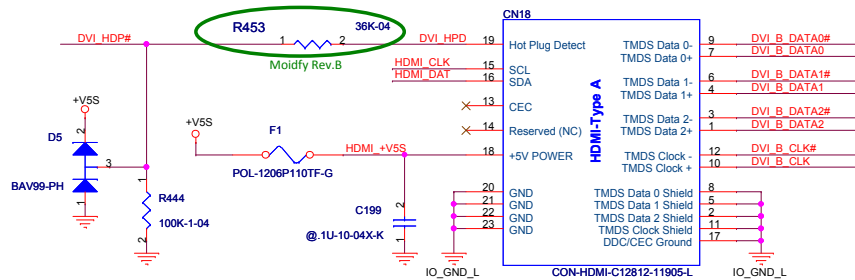 CN18
R453
36K-04
DVI_HDP#
1
2
DVI_HPD
19
Hot Plug Detect
TMDS Data 0-
9
DVI_B_DATA0#
TMDS Data 0+
7
DVI_B_DATA0
Moidfy Rev.B
HDMI_CLK
15
SCL
HDMI_DAT
16
SDA
TMDS Data 1-
6
DVI_B_DATA1#
TMDS Data 1+
4
DVI_B_DATA1
13
CEC
+V5S
TMDS Data 2-
3
DVI_B_DATA2#
14
Reserved (NC)
TMDS Data 2+
1
DVI_B_DATA2
HDMI-Type A
D5
2
+V5S
F1
HDMI_+V5S
18
+5V POWER
TMDS Clock -
12
DVI_B_CLK#
TMDS Clock +
10
DVI_B_CLK
3
POL-1206P110TF-G
BAV99-PH
1
1
R444
100K-1-04
2
20
GND
TMDS Data 0 Shield
8
21
GND
TMDS Data 1 Shield
5
22
GND
TMDS Data 2 Shield
2
23
GND
TMDS Clock Shield
11
DDC/CEC Ground
17
C199
2
@.1U-10-04X-K
1
IO_GND_L
CON-HDMI-C12812-11905-L
IO_GND_L